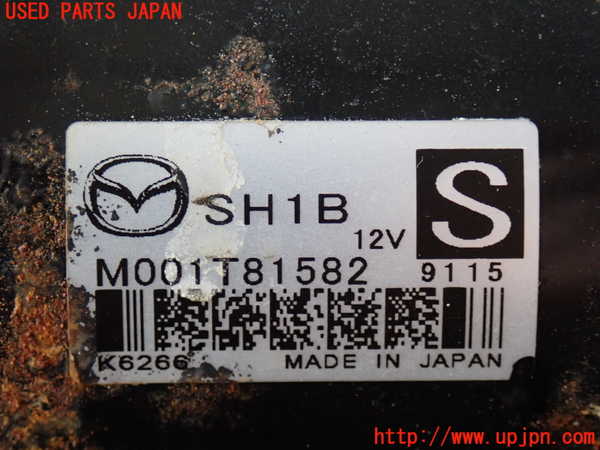 USED PARTS JAPAN
SH1B
12V
S
M001T81582
9115
K6266
MADE IN JAPAN
http://www.upjpn.com/